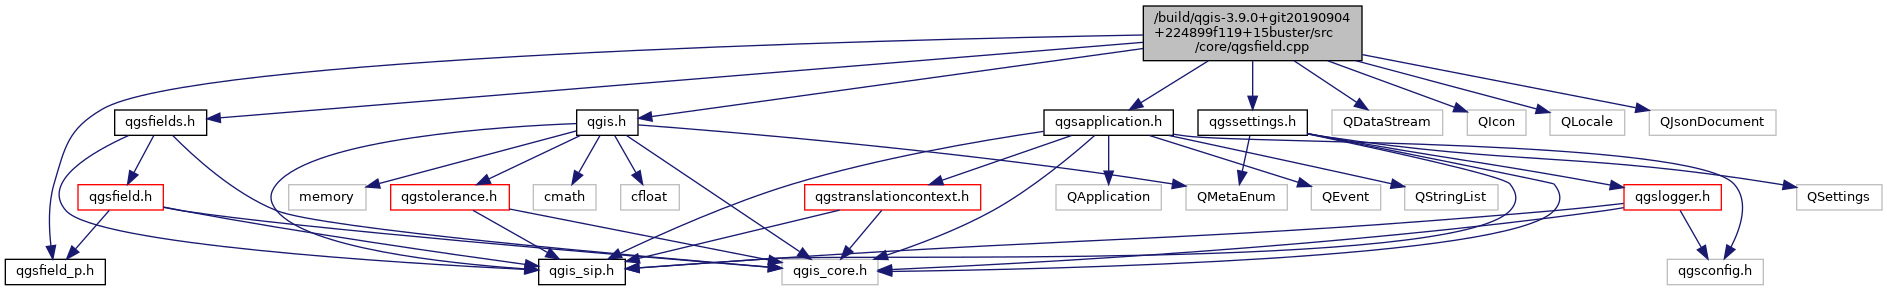 /build/qgis-3.9.0+git20190904
+224899f119+15buster/src
/core/qgsfield.cpp
qgsfields.h
qgis.h
qgsapplication.h
qgssettings.h
QDataStream
QIcon
QLocale
QJsonDocument
qgsfield.h
memory
qgstolerance.h
cmath
cfloat
qgstranslationcontext.h
QApplication
QMetaEnum
QEvent
QStringList
qgslogger.h
QSettings
qgsfield_p.h
qgis_sip.h
qgis_core.h
qgsconfig.h